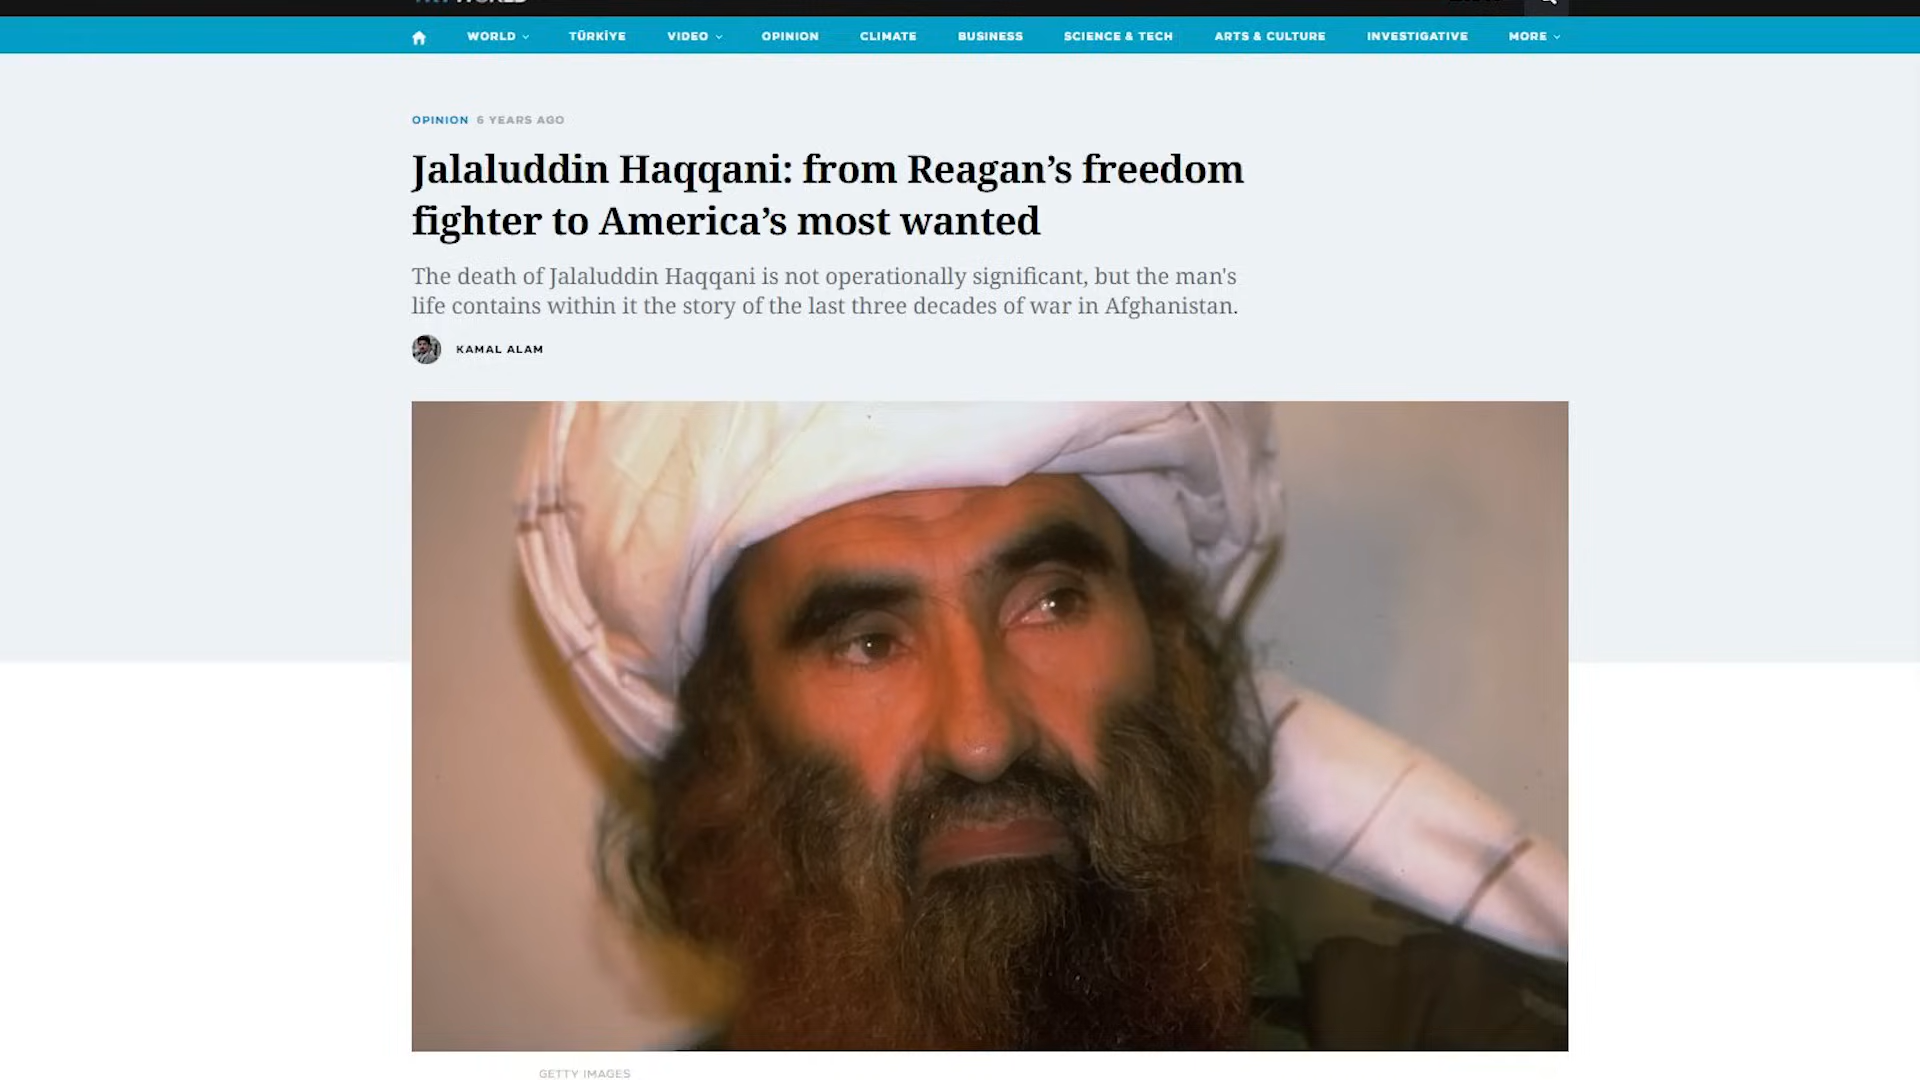 WORLD
WORLD
TÜRKİYE
VIDEO
OPINION
CLIMATE
BUSINESS
SCIENCE & TECH
ARTS & CULTURE
INVESTIGATIVE
MORE
OPINION 6 YEARS AGO
Jalaluddin Haqqani: from Reagan’s freedom
fighter to America’s most wanted
The death of Jalaluddin Haqqani is not operationally significant, but the man's
life contains within it the story of the last three decades of war in Afghanistan.
KAMAL ALAM
GETTY IMAGES